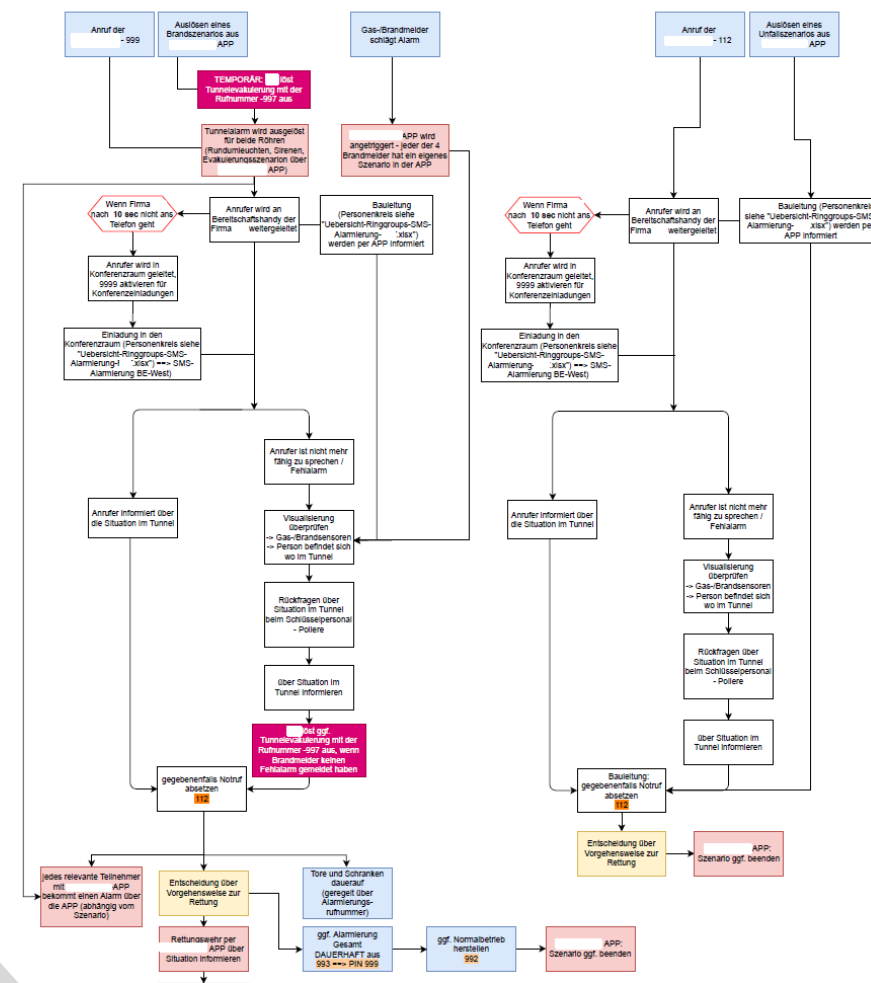 Anruf der
- 999
Auslösen eines
Brandszenarios aus
APP
Gas-/Brandmelder
schlägt Alarm
Anruf der
- 112
Auslösen eines
Unfallszenarios aus
APP
TEMPORÄR: löst
Tunnelevakuierung mit der
Rufnummer -997 aus
Tunnelalarm wird ausgelöst
für beide Röhren
(Rundumleuchten, Sirenen,
Evakuierungsszenarion über
APP)
APP wird
angetriggert - jeder der 4
Brandmelder hat ein eigenes
Szenario in der APP
Wenn Firma
nach 10 sec nicht ans
Telefon geht
Anrufer wird an
Bereitschaftshandy der
Firma weitergeleitet
Bauleitung
(Personenkreis siehe
"Uebersicht-Ringgroups-SMS-
Alarmierung- .xlsx")
werden per APP informiert
Wenn Firma
nach 10 sec nicht ans
Telefon geht
Anrufer wird an
Bereitschaftshandy der
Firma weitergeleitet
Bauleitung (Personenkreis
siehe "Uebersicht-Ringgroups-SMS-
Alarmierung- .xlsx") werden per
APP informiert
Anrufer wird in
Konferenzraum geleitet,
9999 aktivieren für
Konferenzeinladungen
Anrufer wird in
Konferenzraum geleitet,
9999 aktivieren für
Konferenzeinladungen
Einladung in den
Konferenzraum (Personenkreis siehe
"Uebersicht-Ringgroups-SMS-
Alarmierung- .xlsx") ==> SMS-
Alarmierung BE-West)
Einladung in den
Konferenzraum (Personenkreis siehe
"Uebersicht-Ringgroups-SMS-
Alarmierung- .xlsx") ==> SMS-
Alarmierung BE-West)
Anrufer ist nicht mehr
fähig zu sprechen /
Fehlalarm
Anrufer informiert über
die Situation im Tunnel
Visualisierung
überprüfen
-> Gas-/Brandsensoren
-> Person befindet sich
wo im Tunnel
Rückfragen über
Situation im Tunnel
beim Schlüsselpersonal
- Poliere
über Situation im
Tunnel informieren
löst ggf.
Tunnelevakuierung mit der
Rufnummer -997 aus, wenn
Brandmelder keinen
Fehlalarm gemeldet haben
gegebenenfalls Notruf
absetzen
112
Anrufer ist nicht mehr
fähig zu sprechen /
Fehlalarm
Anrufer informiert über
die Situation im Tunnel
Visualisierung
überprüfen
-> Gas-/Brandsensoren
-> Person befindet sich
wo im Tunnel
Rückfragen über
Situation im Tunnel
beim Schlüsselpersonal
- Poliere
über Situation im
Tunnel informieren
Bauleitung:
gegebenenfalls Notruf
absetzen
112
Entscheidung über
Vorgehensweise zur
Rettung
APP:
Szenario ggf. beenden
jedes relevante Teilnehmer
mit APP
bekommt einen Alarm über
die APP (abhängig vom
Szenario)
Entscheidung über
Vorgehensweise zur
Rettung
Tore und Schranken
dauerauf
(geregelt über
Alarmierungs-
rufnummer)
Rettungswehr per
APP über
Situation informieren
ggf. Alarmierung
Gesamt
DAUERHAFT aus
993 ==> PIN 999
ggf. Normalbetrieb
herstellen
992
APP:
Szenario ggf. beenden